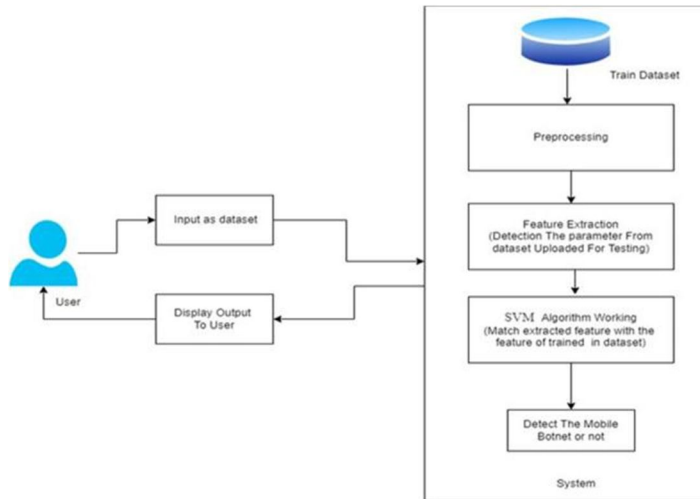 Train Dataset
Preprocessing
Feature Extraction
(Detection The parameter From
dataset Uploaded For Testing)
SVM Algorithm Working
(Match extracted feature with the
feature of trained in dataset)
Detect The Mobile
Botnet or not
System
Input as dataset
User
Display Output
To User